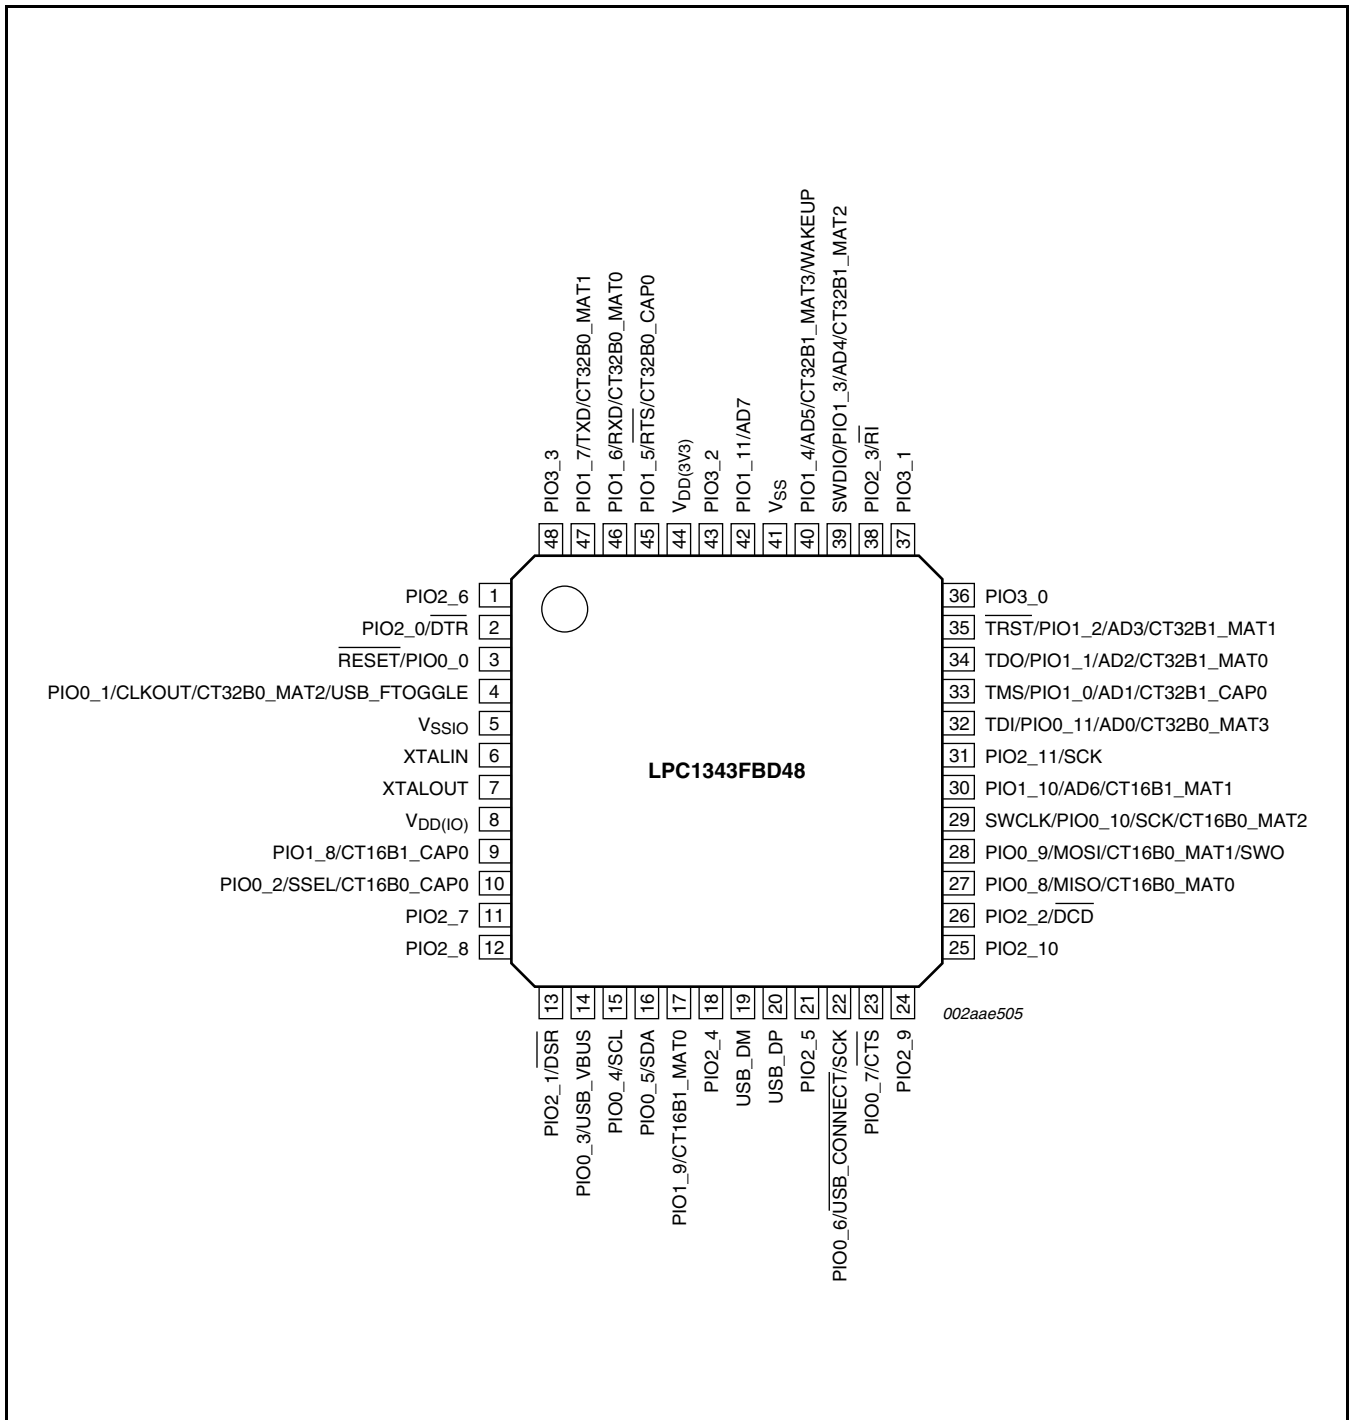 PIO3_3
PIO1_7/TXD/CT32B0_MAT1
PIO1_6/RXD/CT32B0_MAT0
PIO1_5/RTS/CT32B0_CAP0
VDD(3V3)
PIO3_2
PIO1_11/AD7
VSS
PIO1_4/AD5/CT32B1_MAT3/WAKEUP
SWDIO/PIO1_3/AD4/CT32B1_MAT2
PIO2_3/RI
PIO3_1
48 47 46 45 44 43 42 41 40 39 38 37
PIO2_6 1
PIO2_0/DTR 2
RESET/PIO0_0 3
PIO0_1/CLKOUT/CT32B0_MAT2/USB_FTOGGLE 4
VSSIO 5
XTALIN 6
XTALOUT 7
VDD(IO) 8
PIO1_8/CT16B1_CAP0 9
PIO0_2/SSEL/CT16B0_CAP0 10
PIO2_7 11
PIO2_8 12
LPC1343FBD48
36 PIO3_0
35 TRST/PIO1_2/AD3/CT32B1_MAT1
34 TDO/PIO1_1/AD2/CT32B1_MAT0
33 TMS/PIO1_0/AD1/CT32B1_CAP0
32 TDI/PIO0_11/AD0/CT32B0_MAT3
31 PIO2_11/SCK
30 PIO1_10/AD6/CT16B1_MAT1
29 SWCLK/PIO0_10/SCK/CT16B0_MAT2
28 PIO0_9/MOSI/CT16B0_MAT1/SWO
27 PIO0_8/MISO/CT16B0_MAT0
26 PIO2_2/DCD
25 PIO2_10
13 14 15 16 17 18 19 20 21 22 23 24
PIO2_1/DSR
PIO0_3/USB_VBUS
PIO0_4/SCL
PIO0_5/SDA
PIO1_9/CT16B1_MAT0
PIO2_4
USB_DM
USB_DP
PIO2_5
PIO0_6/USB_CONNECT/SCK
PIO0_7/CTS
PIO2_9
002aae505